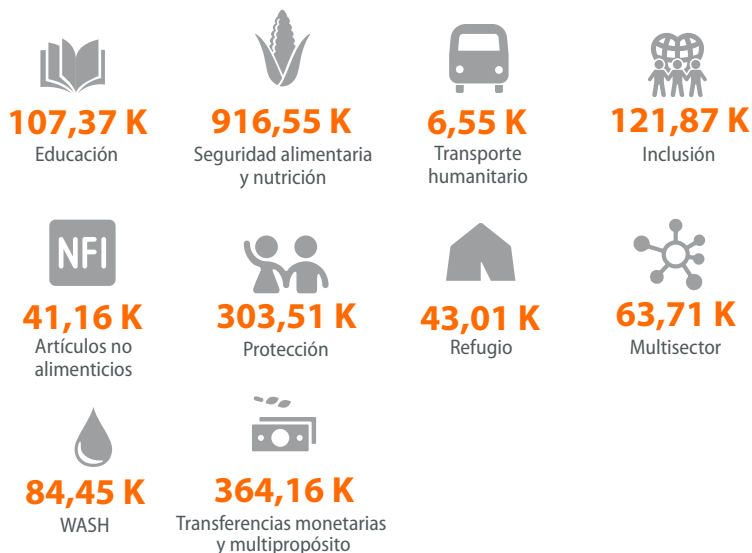 107,37 K
Educación
916,55 K
Seguridad alimentaria
y nutrición
6,55 K
Transporte
humanitario
121,87 K
Inclusión
NFI
41,16 K
Artículos no
alimenticios
303,51 K
Protección
43,01 K
Refugio
63,71 K
Multisector
84,45 K
WASH
364,16 K
Transferencias monetarias
y multipropósito